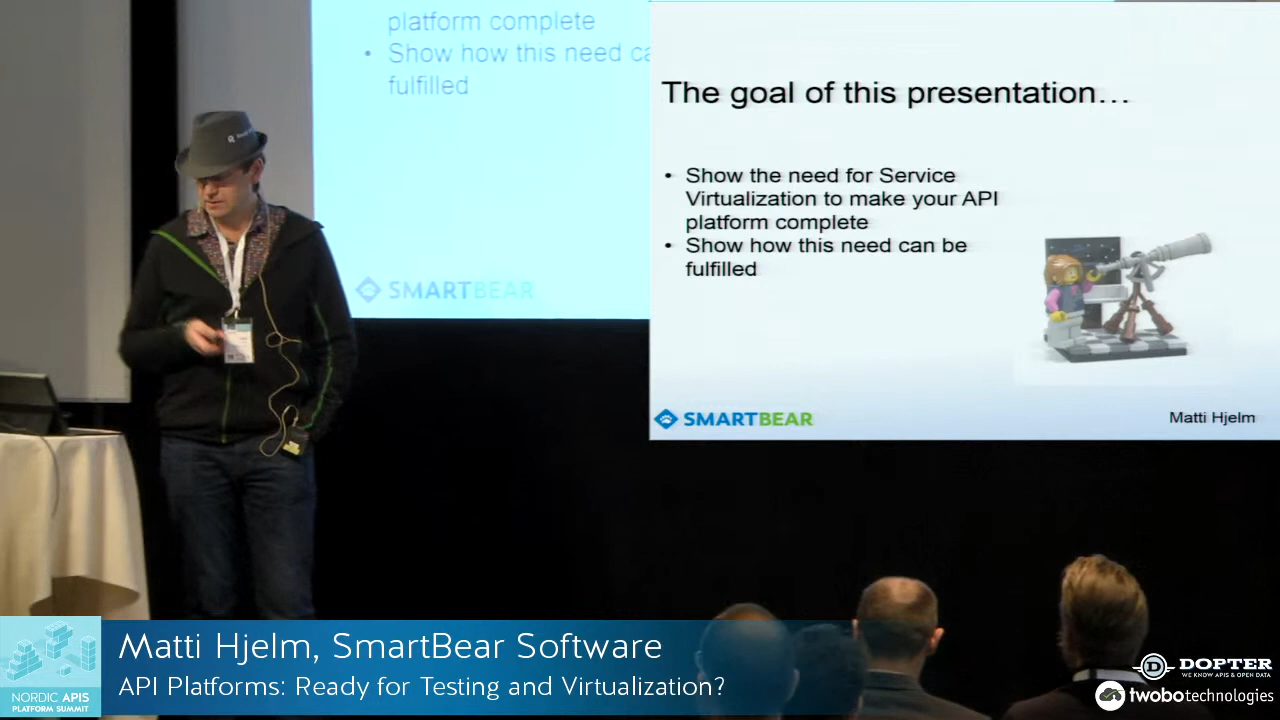 platform complete
• Show how this need ca
fulfilled
SMARTBEAR
The goal of this presentation…
• Show the need for Service
Virtualization to make your API
platform complete
• Show how this need can be
fulfilled
SMARTBEAR
Matti Hjelm
Matti Hjelm, SmartBear Software
API Platforms: Ready for Testing and Virtualization?
NORDIC APIS
PLATFORM SUMMIT
DOPTER
WE KNOW APIS & OPEN DATA
twobotechnologies